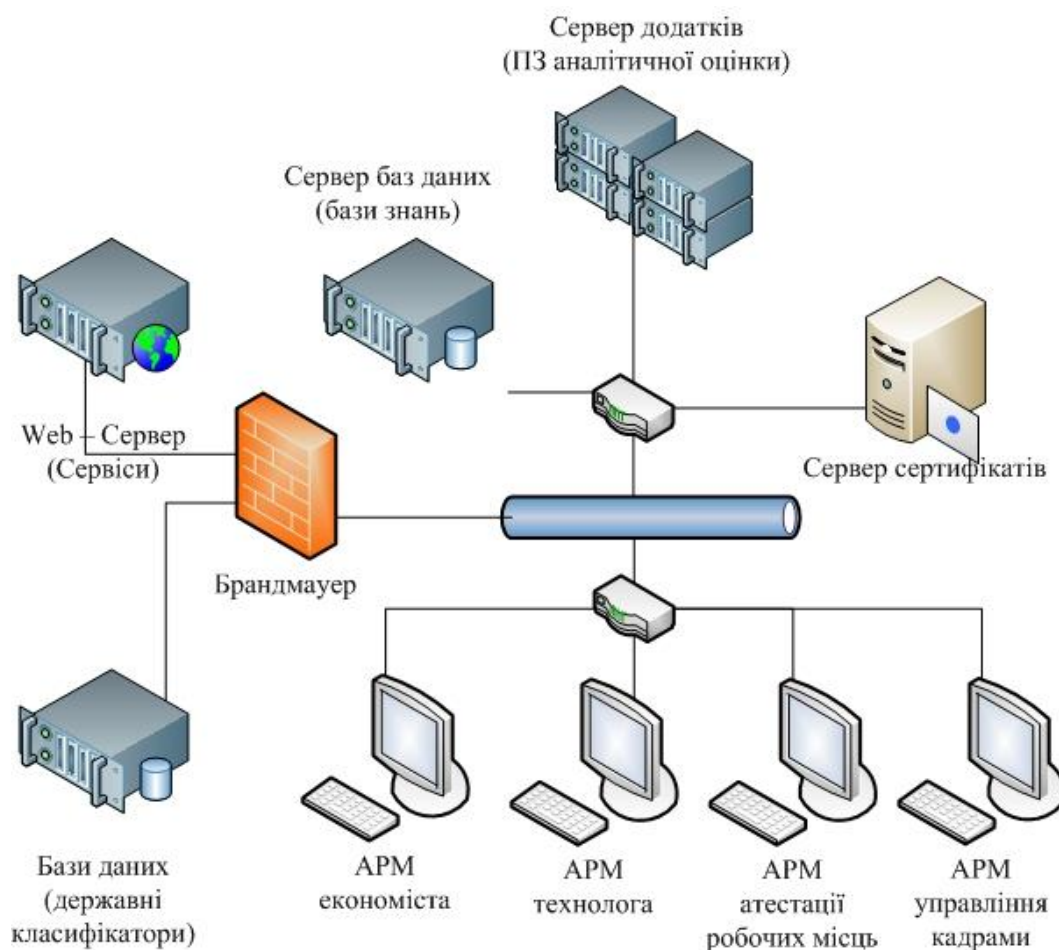 Сервер додатків
(ПЗ аналітичної оцінки)
Сервер баз даних
(бази знань)
Web – Сервер
(Сервіси)
Сервер сертифікатів
Брандмауер
Бази даних
(державні
класифікатори)
АРМ
економіста
АРМ
технолога
АРМ
атестації
робочих місць
АРМ
управління
кадрами